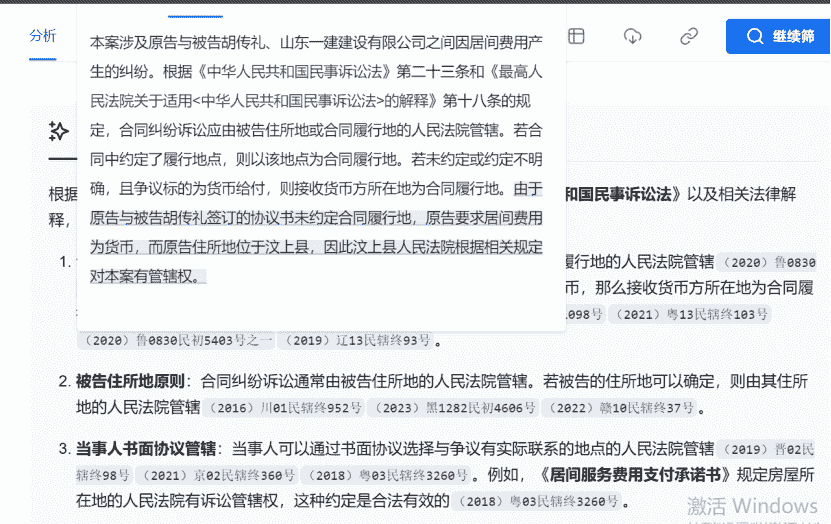 分析
继续筛
本案涉及原告与被告胡传礼、山东一建建设有限公司之间因居间费用产
生的纠纷。根据《中华人民共和国民事诉讼法》第二十三条和《最高人
民法院关于适用<中华人民共和国民事诉讼法>的解释》第十八条的规
定，合同纠纷诉讼应由被告住所地或合同履行地的人民法院管辖。若合
同中约定了履行地点，则以该地点为合同履行地。若未约定或约定不明
确，且争议标的为货币给付，则接收货币方所在地为合同履行地。由于
原告与被告胡传礼签订的协议书未约定合同履行地，原告要求居间费用
为货币，而原告住所地位于汶上县，因此汶上县人民法院根据相关规定
对本案有管辖权。
根据
和国民事诉讼法》以及相关法律解
释，
1.
履行地的人民法院管辖（2020）鲁0830
币，那么接收货币方所在地为合同履
098号（2021）粤13民辖终103号
（2020）鲁0830民初5403号之一（2019）辽13民辖终93号。
2. 被告住所地原则：合同纠纷诉讼通常由被告住所地的人民法院管辖。若被告的住所地可以确定，则由其住所
地的人民法院管辖（2016）川01民辖终952号（2023）黑1282民初4606号（2022）赣10民辖终37号。
3. 当事人书面协议管辖：当事人可以通过书面协议选择与争议有实际联系的地点的人民法院管辖（2019）晋02民
辖终98号（2021）京02民辖终360号（2018）粤03民辖终3260号。例如，《居间服务费用支付承诺书》规定房屋所
在地的人民法院有诉讼管辖权，这种约定是合法有效的（2018）粤03民辖终3260号。
激活 Windows